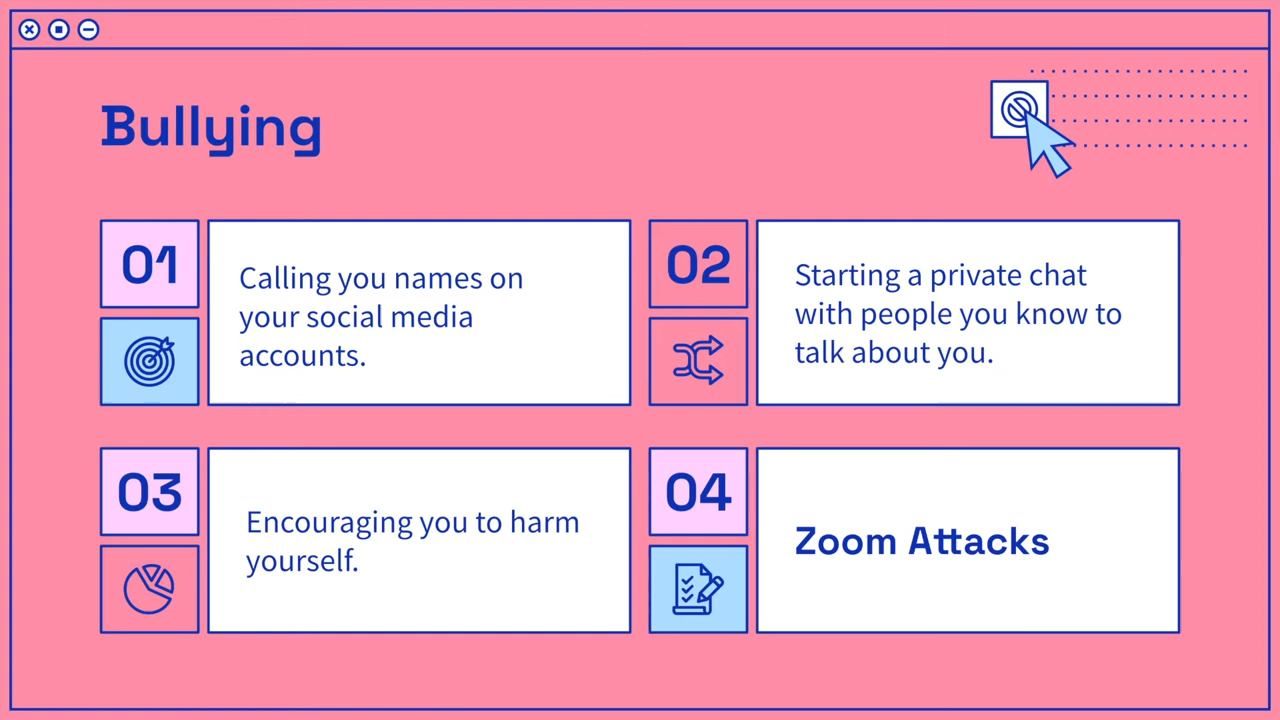 Bullying
01
Calling you names on
your social media
accounts.
02
Starting a private chat
with people you know to
talk about you.
03
Encouraging you to harm
yourself.
04
Zoom Attacks